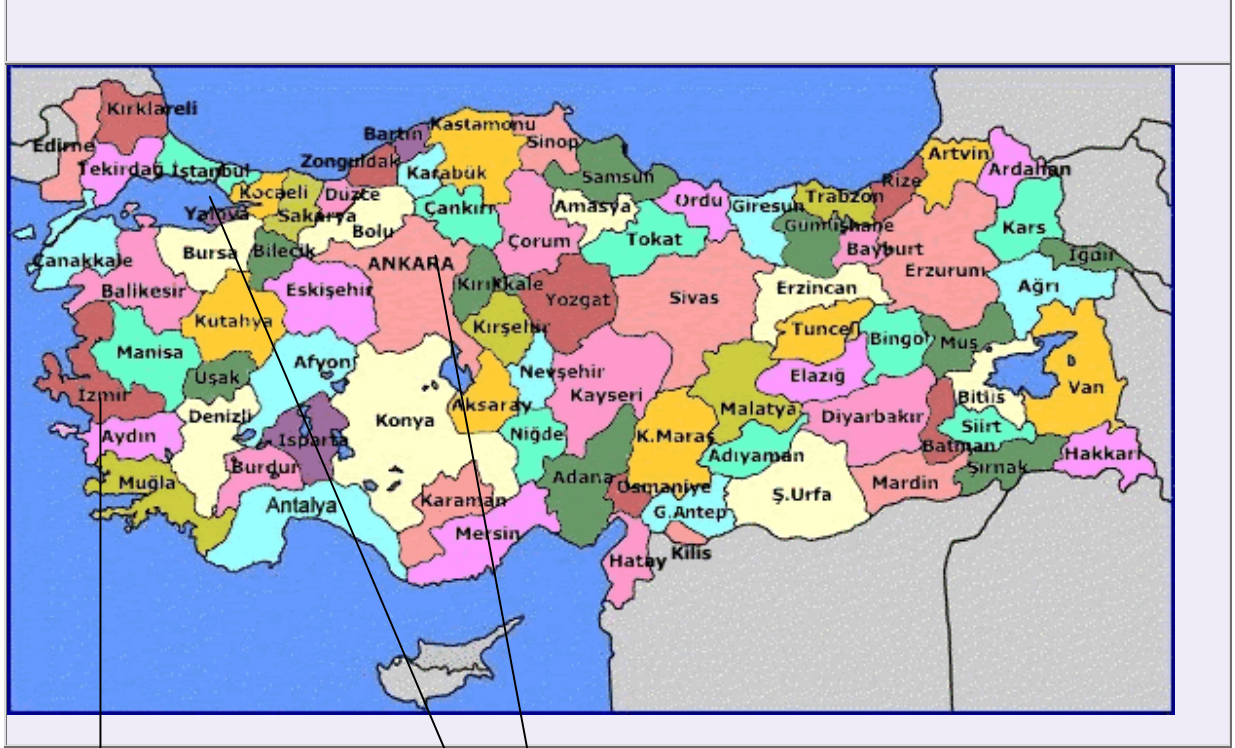 Kırklareli
Edirne
Tekirdağ
İstanbul
Kocaeli
Yalova
Sakarya
Düzce
Zonguldak
Bartın
Kastamonu
Sinop
Karabük
Çankırı
Bolu
Samsun
Amasya
Çorum
Tokat
Ordu
Giresun
Trabzon
Gümüşhane
Rize
Artvin
Ardahan
Bayburt
Erzurum
Kars
Igdir
Ağrı
Çanakkale
Balikesir
Bursa
Bilecik
Eskişehir
ANKARA
Kırıkkale
Yozgat
Sivas
Erzincan
Kutahya
Kırşehir
Manisa
Uşak
Afyon
Nevşehir
Kayseri
Tunceli
Bingol
Muş
Elazığ
Van
Bitlis
İzmir
Aydın
Denizli
Isparta
Konya
Aksaray
Niğde
K.Maraş
Malatya
Diyarbakır
Batman
Siirt
Şırnak
Hakkari
Muğla
Burdur
Antalya
Karaman
Mersin
Adana
Osmaniye
Adıyaman
G.Antep
Ş.Urfa
Mardin
Hatay
Kilis